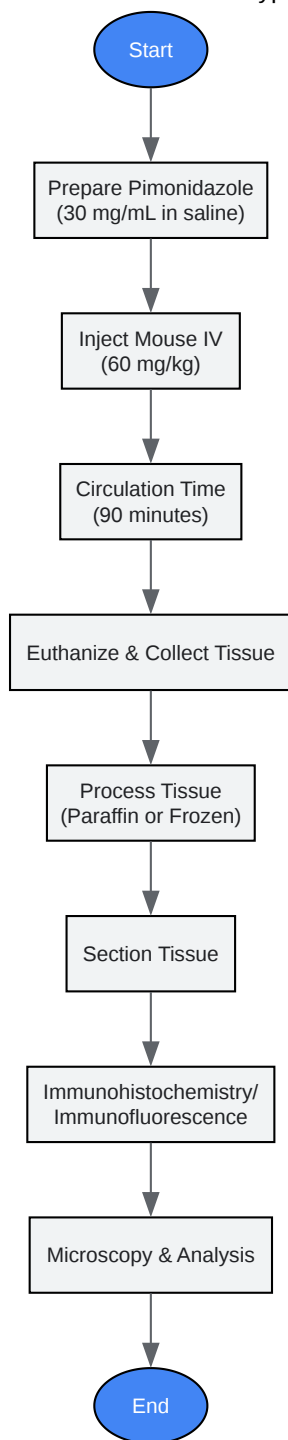 Start
Prepare Pimonidazole
(30 mg/mL in saline)
Inject Mouse IV
(60 mg/kg)
Circulation Time
(90 minutes)
Euthanize & Collect Tissue
Process Tissue
(Paraffin or Frozen)
Section Tissue
Immunohistochemistry/
Immunofluorescence
Microscopy & Analysis
End